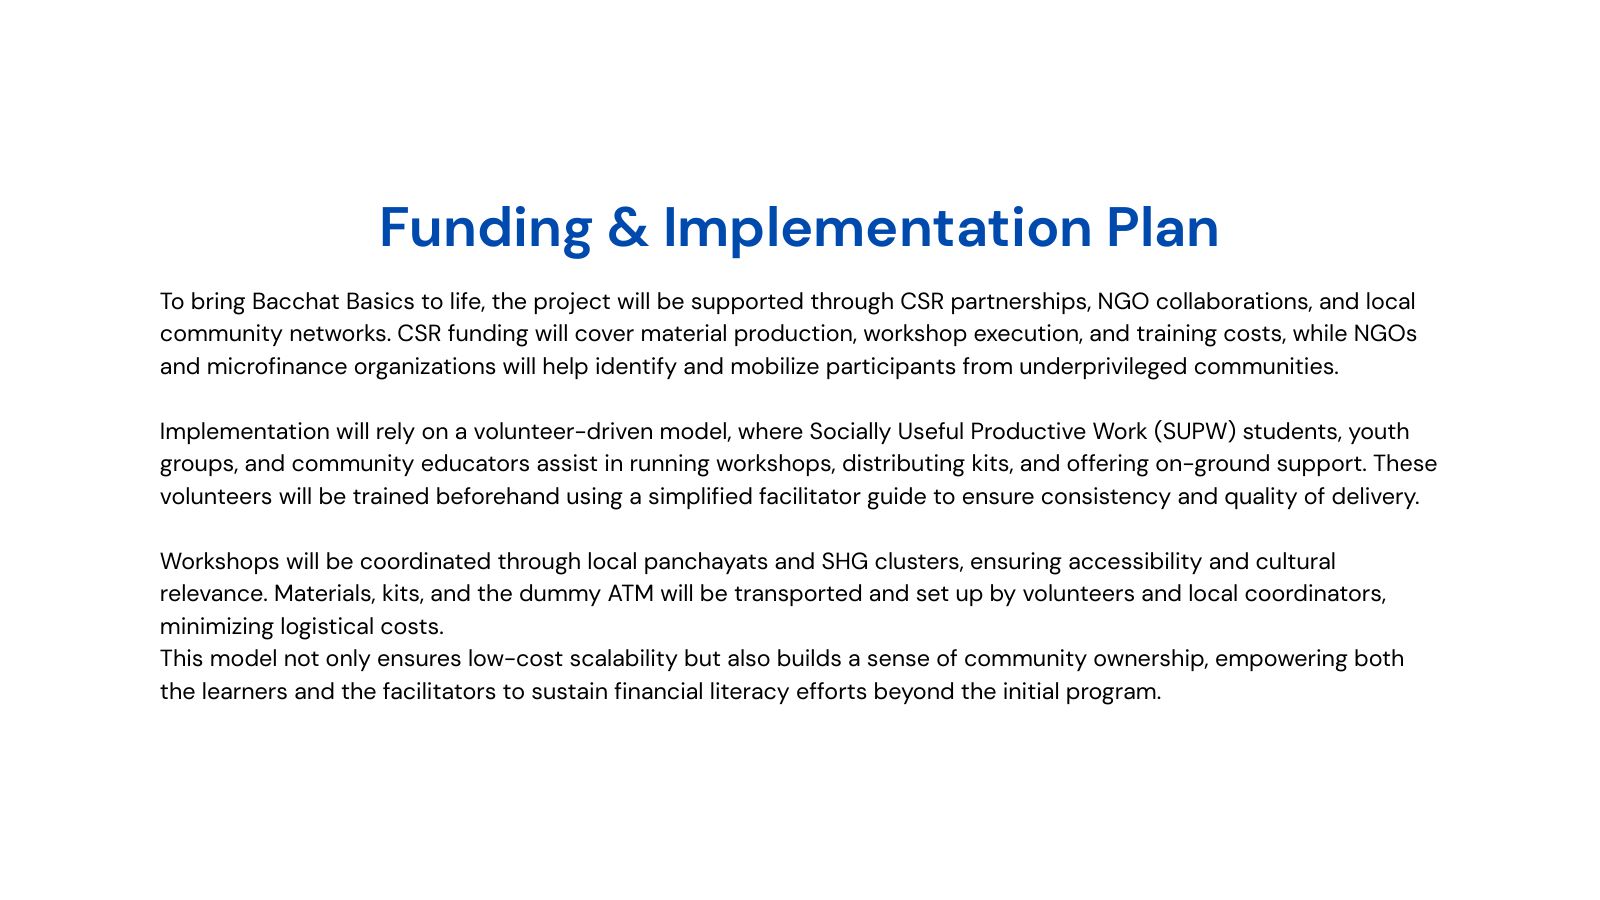 Funding & Implementation Plan
To bring Bacchat Basics to life, the project will be supported through CSR partnerships, NGO collaborations, and local
community networks. CSR funding will cover material production, workshop execution, and training costs, while NGOs
and microfinance organizations will help identify and mobilize participants from underprivileged communities.
Implementation will rely on a volunteer-driven model, where Socially Useful Productive Work (SUPW) students, youth
groups, and community educators assist in running workshops, distributing kits, and offering on-ground support. These
volunteers will be trained beforehand using a simplified facilitator guide to ensure consistency and quality of delivery.
Workshops will be coordinated through local panchayats and SHG clusters, ensuring accessibility and cultural
relevance. Materials, kits, and the dummy ATM will be transported and set up by volunteers and local coordinators,
minimizing logistical costs.
This model not only ensures low-cost scalability but also builds a sense of community ownership, empowering both
the learners and the facilitators to sustain financial literacy efforts beyond the initial program.